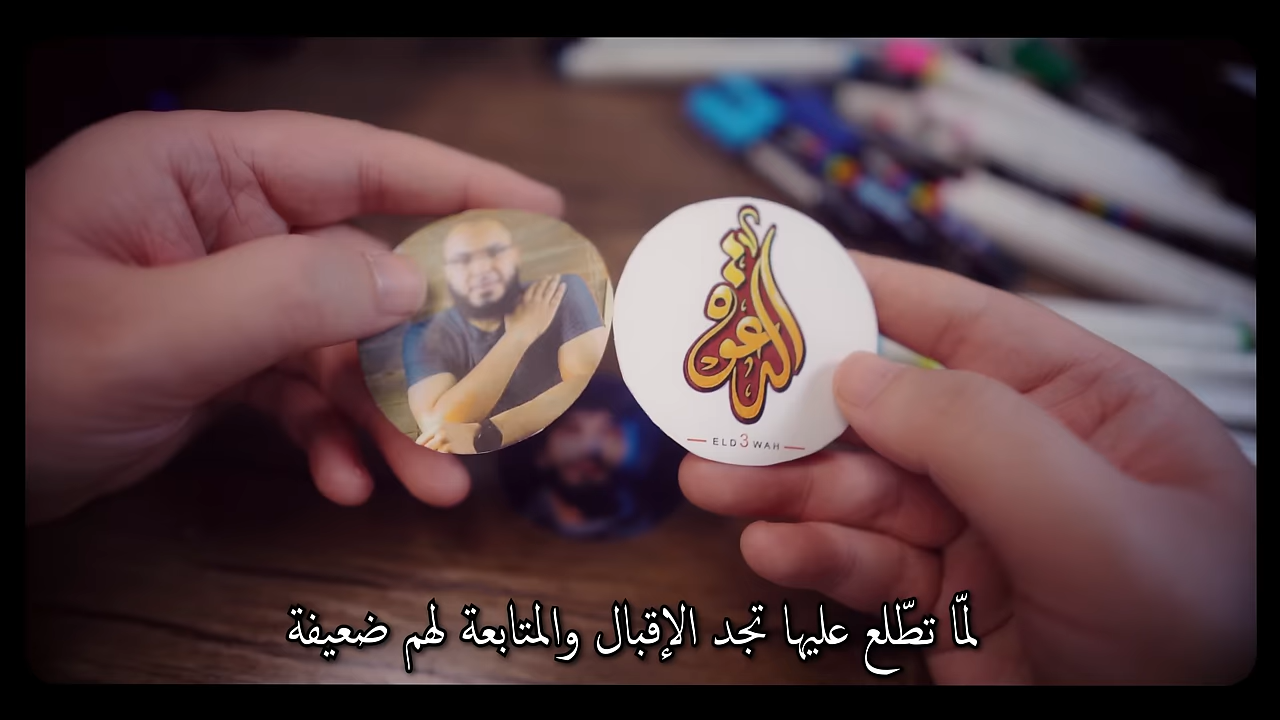 الدعوة
ELD3WAH
لمّا تطّلع عليها تجد الإقبال والمتابعة لهم ضعيفة